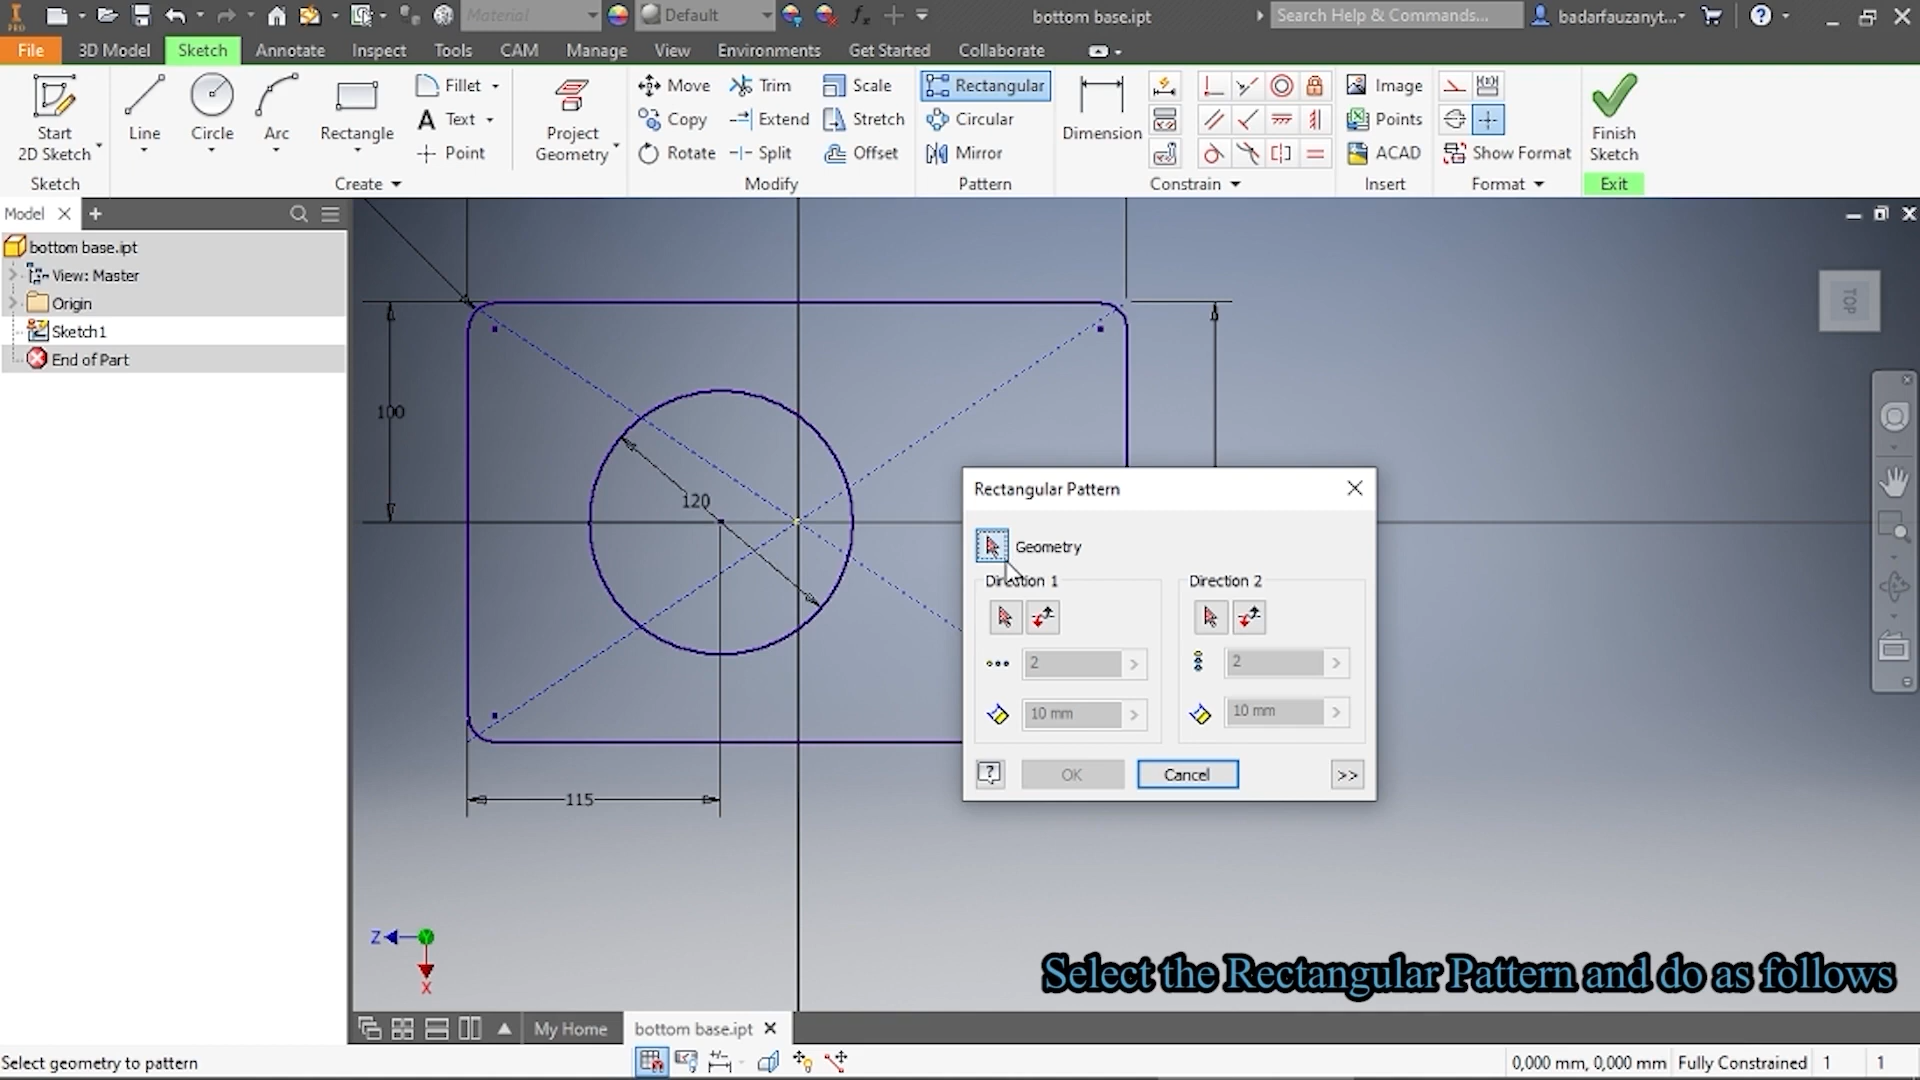 PRO
Material
Default
bottom base.ipt
Search Help & Commands...
badarfauzanyt...
File
3D Model
Sketch
Annotate
Inspect
Tools
CAM
Manage
View
Environments
Get Started
Collaborate
Start
2D Sketch
Line
Circle
Arc
Rectangle
Fillet
Text
Point
Project
Geometry
Move
Trim
Scale
Copy
Extend
Stretch
Rotate
Split
Offset
Rectangular
Circular
Mirror
Dimension
Image
Points
ACAD
Show Format
Finish
Sketch
Sketch
Create
Modify
Pattern
Constrain
Insert
Format
Exit
Model
bottom base.ipt
View: Master
Origin
Sketch1
End of Part
TOP
100
120
115
Rectangular Pattern
Geometry
Direction 1
Direction 2
2
2
10 mm
10 mm
OK
Cancel
>>
Z
X
Select the Rectangular Pattern and do as follows
My Home
bottom base.ipt
Select geometry to pattern
0,000 mm, 0,000 mm
Fully Constrained
1
1